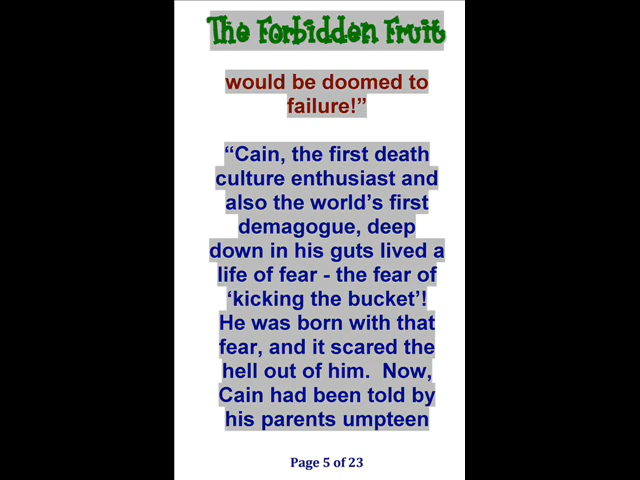 The Forbidden Fruit
would be doomed to
failure!”
“Cain, the first death
culture enthusiast and
also the world’s first
demagogue, deep
down in his guts lived a
life of fear - the fear of
‘kicking the bucket’!
He was born with that
fear, and it scared the
hell out of him.  Now,
Cain had been told by
his parents umpteen
Page 5 of 23